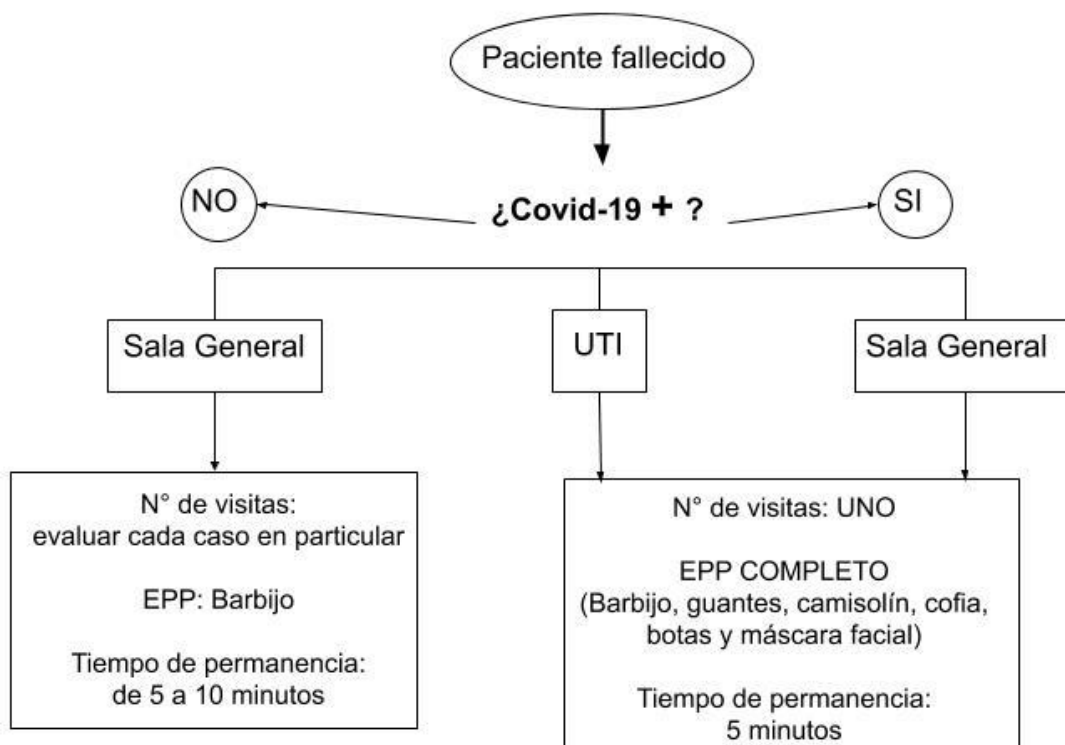 Paciente fallecido
NO
¿Covid-19 + ?
SI
Sala General
UTI
Sala General
N° de visitas:
evaluar cada caso en particular
EPP: Barbijo
Tiempo de permanencia:
de 5 a 10 minutos
N° de visitas: UNO
EPP COMPLETO
(Barbijo, guantes, camisolín, cofia,
botas y máscara facial)
Tiempo de permanencia:
5 minutos